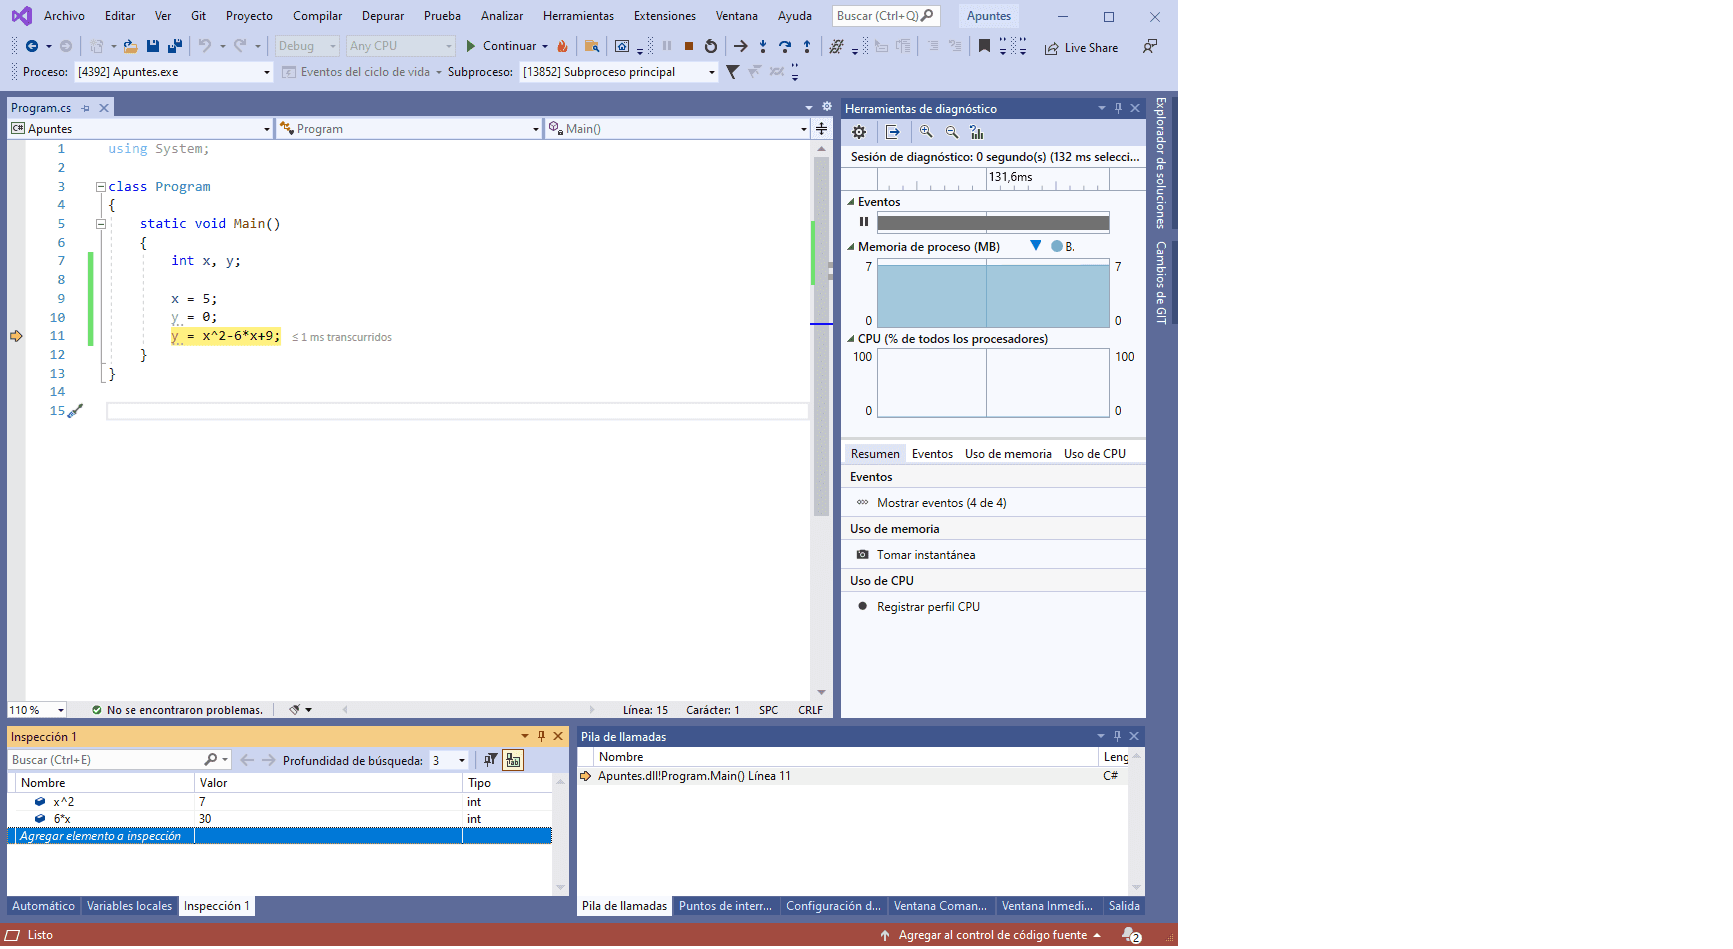 Archivo Editar Ver Git Proyecto Compilar Depurar Prueba Analizar Herramientas Extensiones Ventana Ayuda Buscar (Ctrl+Q) Apuntes
Debug Any CPU Continuar Live Share
Proceso: [4392] Apuntes.exe Eventos del ciclo de vida Subproceso: [13852] Subproceso principal
Program.cs
C# Apuntes Program Main()
1 using System;
2
3 class Program
4 {
5 static void Main()
6 {
7 int x, y;
8
9 x = 5;
10 y = 0;
11 y = x^2-6*x+9; ≤ 1 ms transcurridos
12 }
13 }
14
15
110 % No se encontraron problemas. Línea: 15 Carácter: 1 SPC CRLF
Herramientas de diagnóstico
Sesión de diagnóstico: 0 segundo(s) (132 ms selecci...
131,6ms
Eventos
Memoria de proceso (MB) B.
7 7
0 0
CPU (% de todos los procesadores)
100 100
0 0
Resumen Eventos Uso de memoria Uso de CPU
Eventos
Mostrar eventos (4 de 4)
Uso de memoria
Tomar instantánea
Uso de CPU
Registrar perfil CPU
Explorador de soluciones
Cambios de GIT
Inspección 1
Buscar (Ctrl+E) Profundidad de búsqueda: 3
Nombre Valor Tipo
x^2 7 int
6*x 30 int
Agregar elemento a inspección
Automático Variables locales Inspección 1
Pila de llamadas
Nombre Leng
Apuntes.dll!Program.Main() Línea 11 C#
Pila de llamadas Puntos de interr... Configuración d... Ventana Coman... Ventana Inmedi... Salida
Listo Agregar al control de código fuente 2